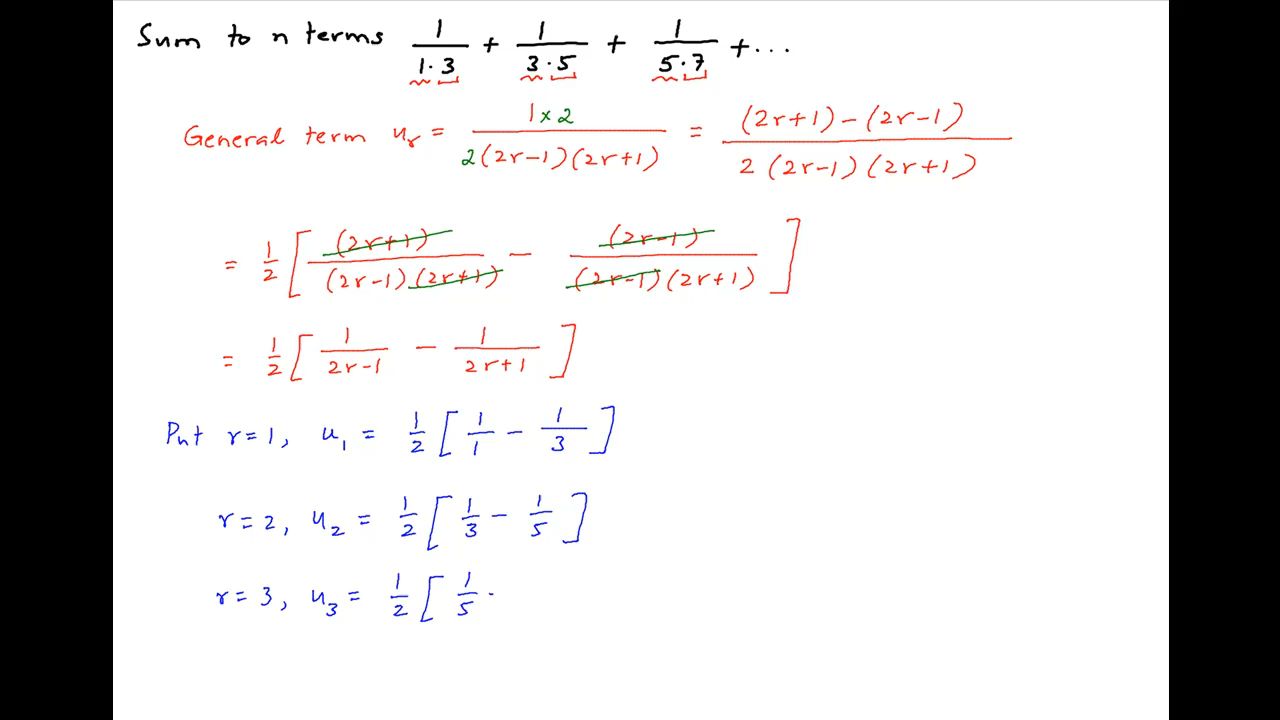 Sum to n terms 1/(1·3) + 1/(3·5) + 1/(5·7) + ...
General term u_r = (1 × 2)/(2(2r-1)(2r+1)) = ((2r+1) - (2r-1))/(2(2r-1)(2r+1))
= 1/2 [ (2r+1)/((2r-1)(2r+1)) - (2r-1)/((2r-1)(2r+1)) ]
= 1/2 [ 1/(2r-1) - 1/(2r+1) ]
Put r=1, u_1 = 1/2 [ 1/1 - 1/3 ]
r=2, u_2 = 1/2 [ 1/3 - 1/5 ]
r=3, u_3 = 1/2 [ 1/5 -